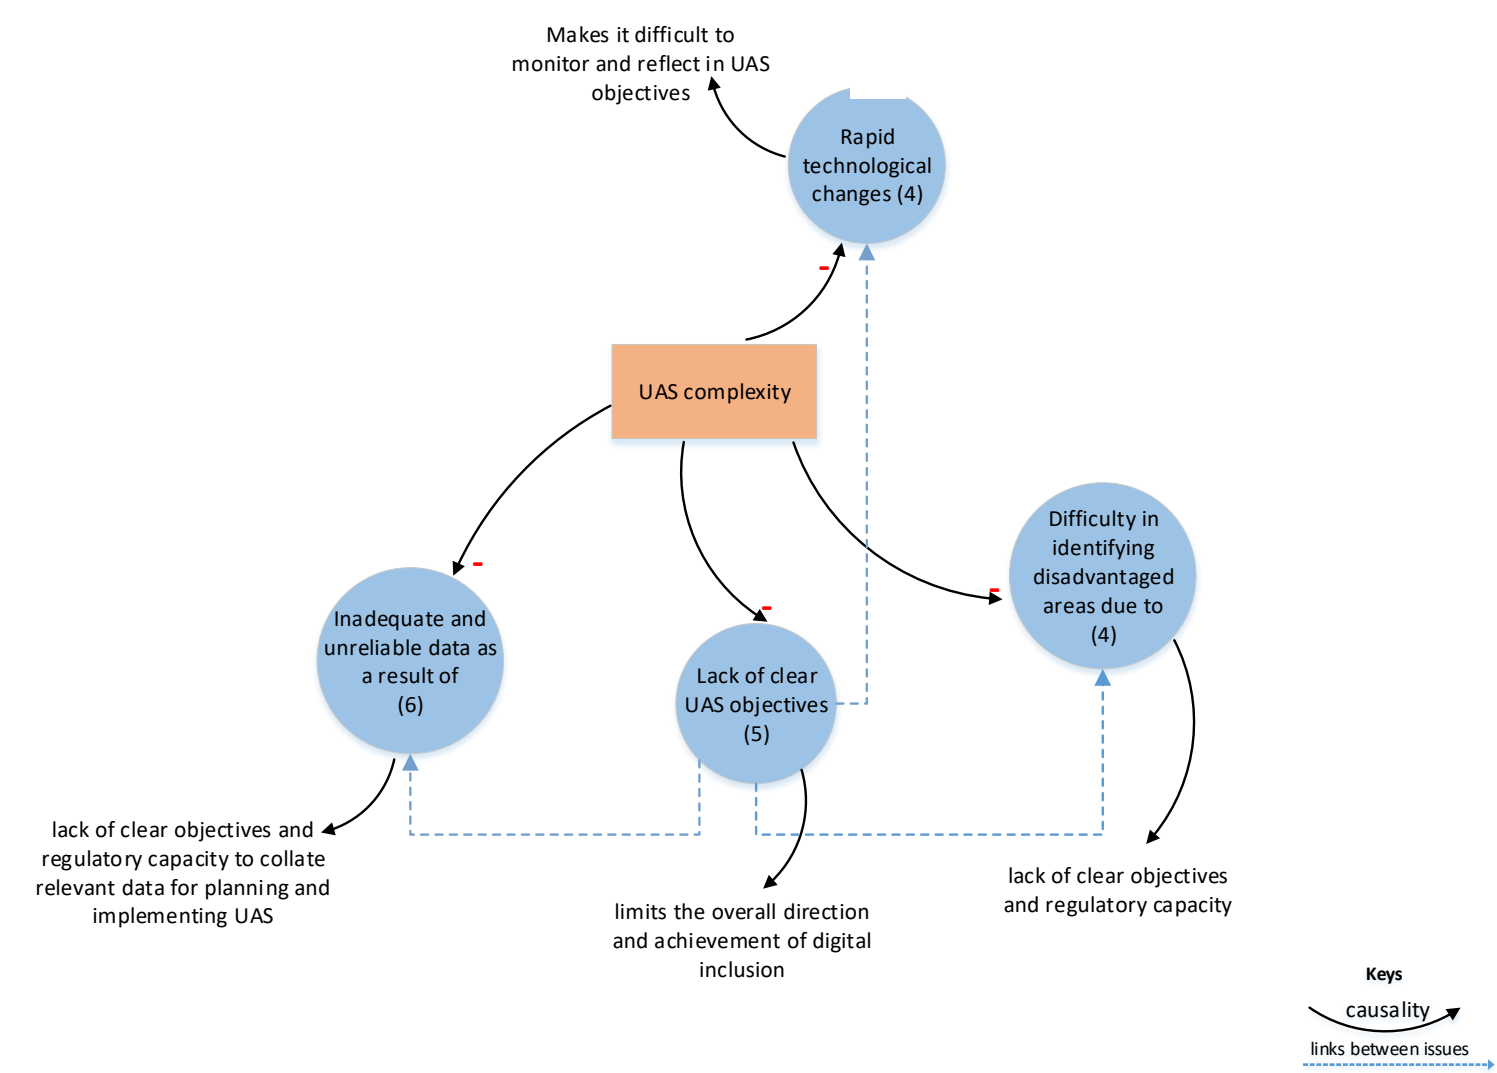 Makes it difficult to
monitor and reflect in UAS
objectives
Rapid
technological
changes (4)
-
UAS complexity
-
-
-
Difficulty in
identifying
disadvantaged
areas due to
(4)
Inadequate and
unreliable data as
a result of
(6)
Lack of clear
UAS objectives
(5)
lack of clear objectives and
regulatory capacity to collate
relevant data for planning and
implementing UAS
limits the overall direction
and achievement of digital
inclusion
lack of clear objectives
and regulatory capacity
Keys
causality
links between issues